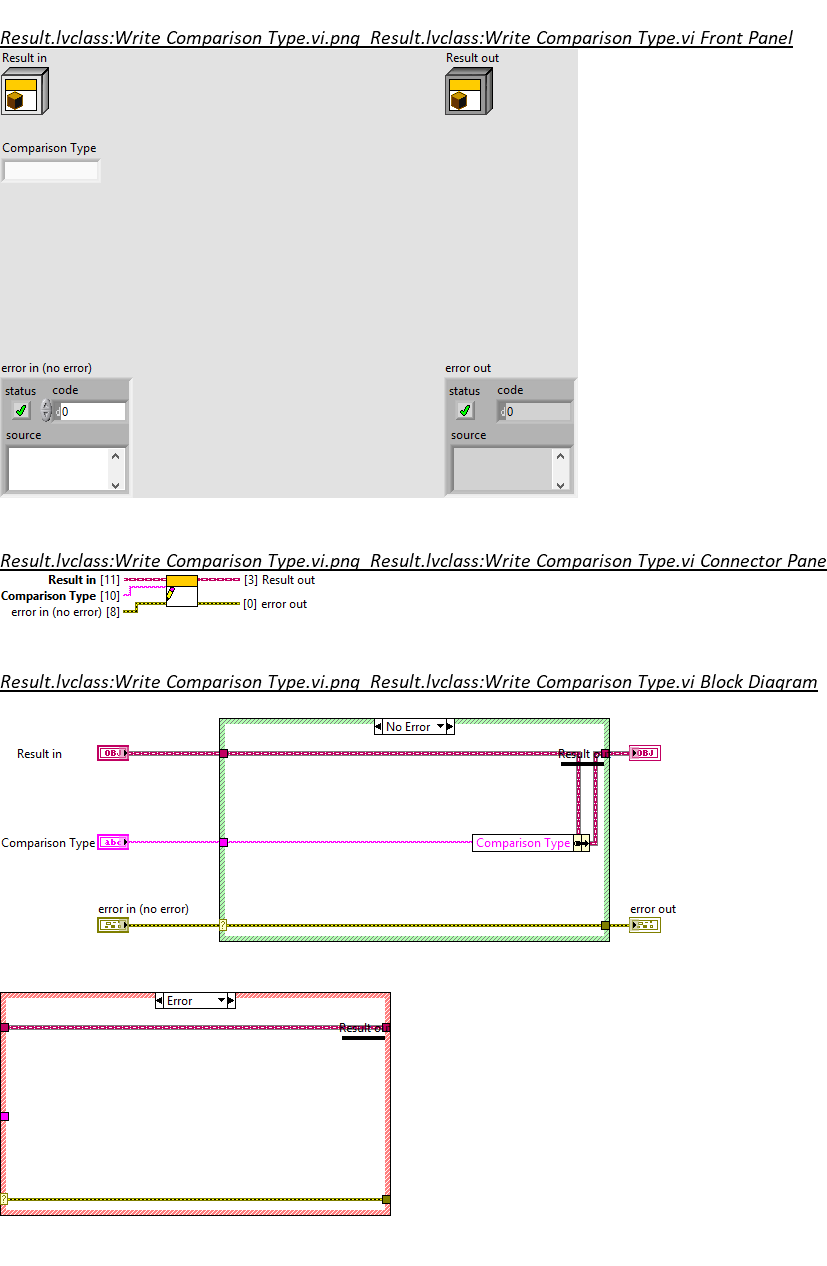 Result.lvclass:Write Comparison Type.vi.png Result.lvclass:Write Comparison Type.vi Front Panel
Result in
Result out
Comparison Type
error in (no error)
error out
status code
d 0
source
status code
d 0
source
Result.lvclass:Write Comparison Type.vi.png Result.lvclass:Write Comparison Type.vi Connector Pane
Result in [11]
[3] Result out
Comparison Type [10]
[0] error out
error in (no error) [8]
Result.lvclass:Write Comparison Type.vi.png Result.lvclass:Write Comparison Type.vi Block Diagram
No Error
Result in
OBJ
Result o
OBJ
Comparison Type
abc
Comparison Type
error in (no error)
error out
?
Error
Result o
?